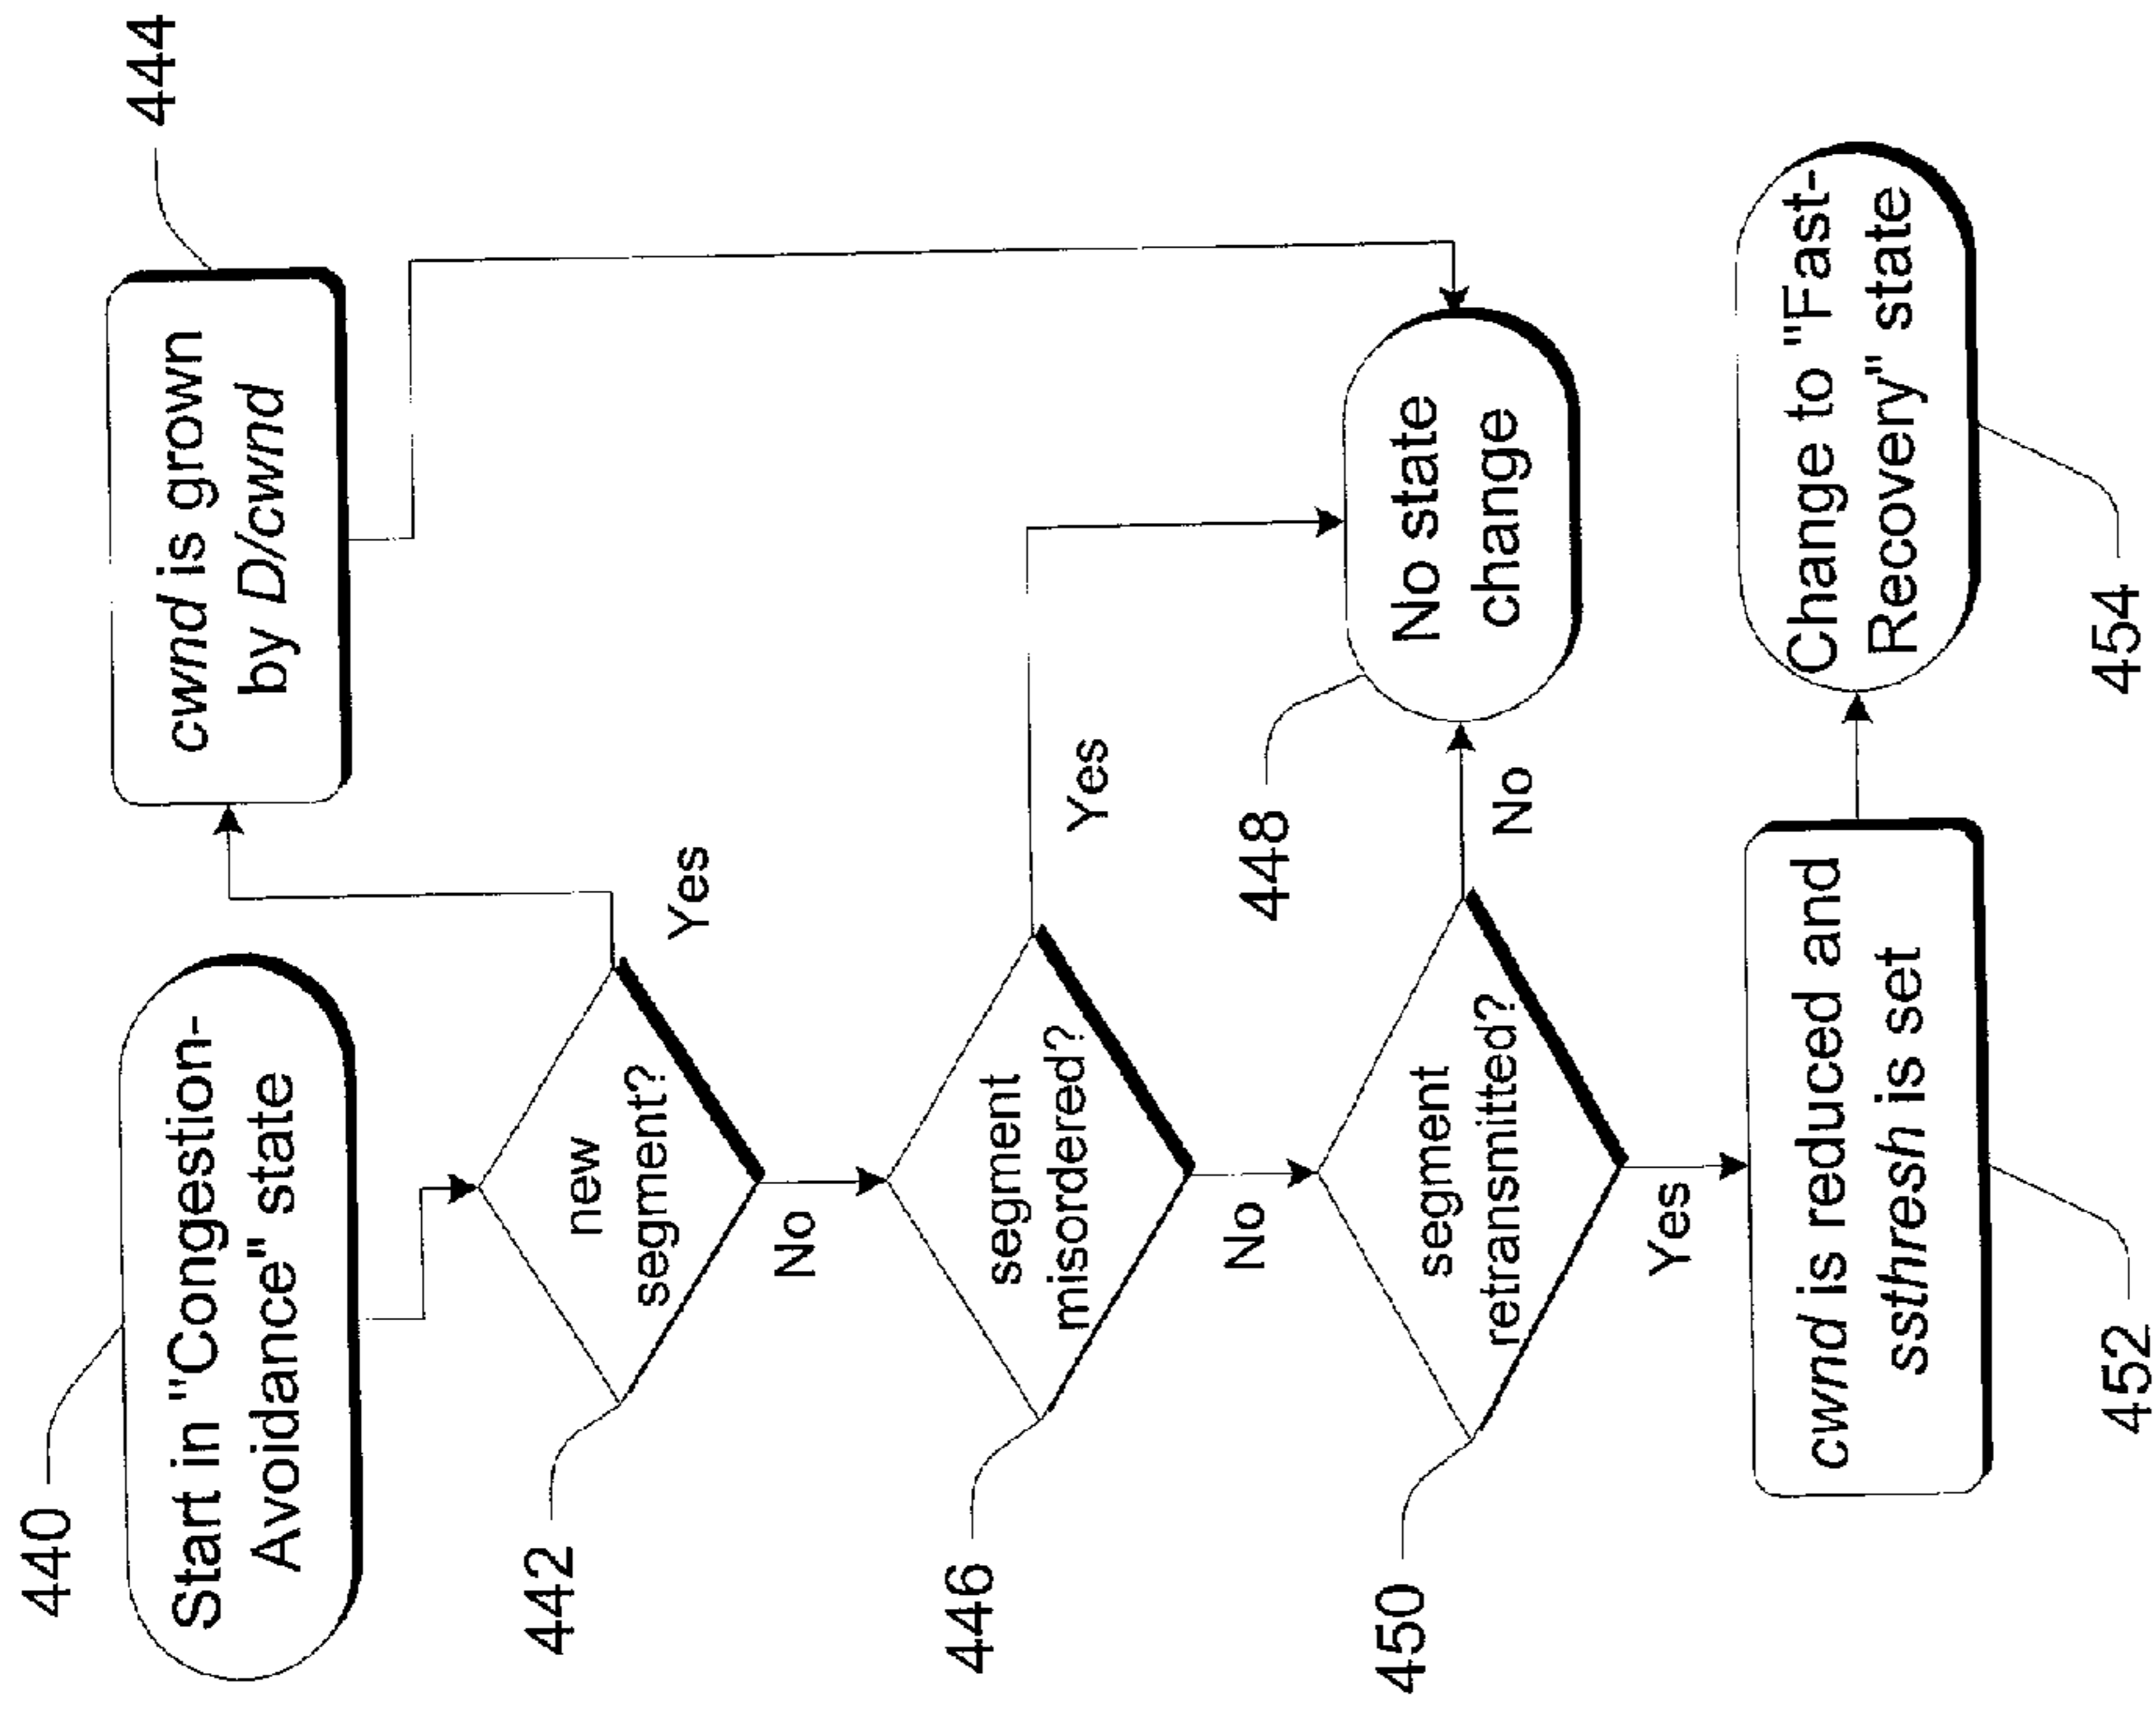 440
Start in "Congestion-
Avoidance" state
442
new
segment?
Yes
No
444
cwnd is grown
by D/cwnd
446
segment
misordered?
Yes
No
448
No state
change
450
segment
retransmitted?
No
Yes
452
cwnd is reduced and
ssthresh is set
454
Change to "Fast-
Recovery" state